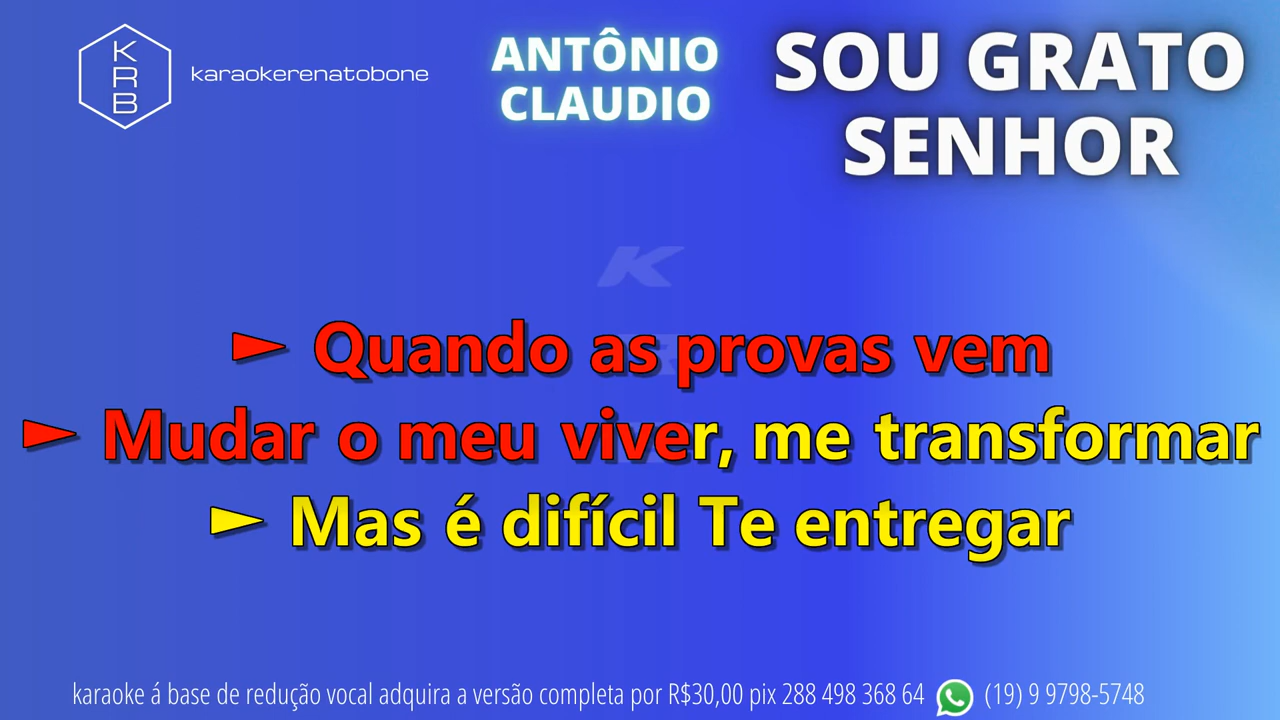 KRB
karaokerenatobone
ANTÔNIO
CLAUDIO
SOU GRATO
SENHOR
K
► Quando as provas vem
► Mudar o meu viver, me transformar
► Mas é difícil Te entregar
karaoke á base de redução vocal adquira a versão completa por R$30,00 pix 288 498 368 64 (19) 9 9798-5748